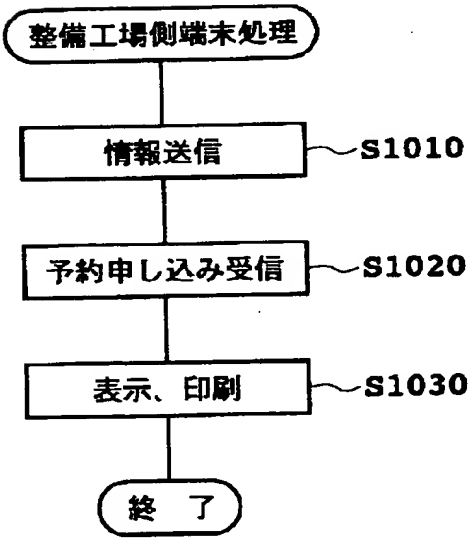 整備工場側端末処理
情報送信
S1010
予約申し込み受信
S1020
表示、印刷
S1030
終 了